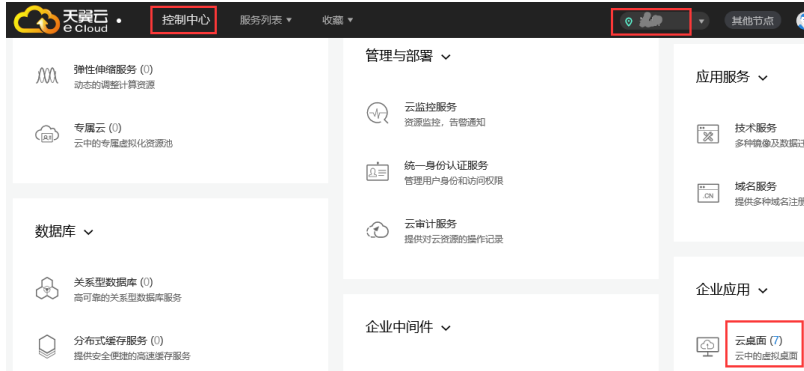 天翼云
e Cloud
控制中心
服务列表
收藏
其他节点
弹性伸缩服务 (0)
动态的调整计算资源
专属云 (0)
云中的专属虚拟化资源池
数据库
关系型数据库 (0)
高可靠的关系型数据库服务
分布式缓存服务 (0)
提供安全便捷的高速缓存服务
管理与部署
云监控服务
资源监控，告警通知
统一身份认证服务
管理用户身份和访问权限
云审计服务
提供对云资源的操作记录
企业中间件
应用服务
技术服务
多种镜像及数据迁
.CN
域名服务
提供多种域名注册
企业应用
云桌面 (7)
云中的虚拟桌面